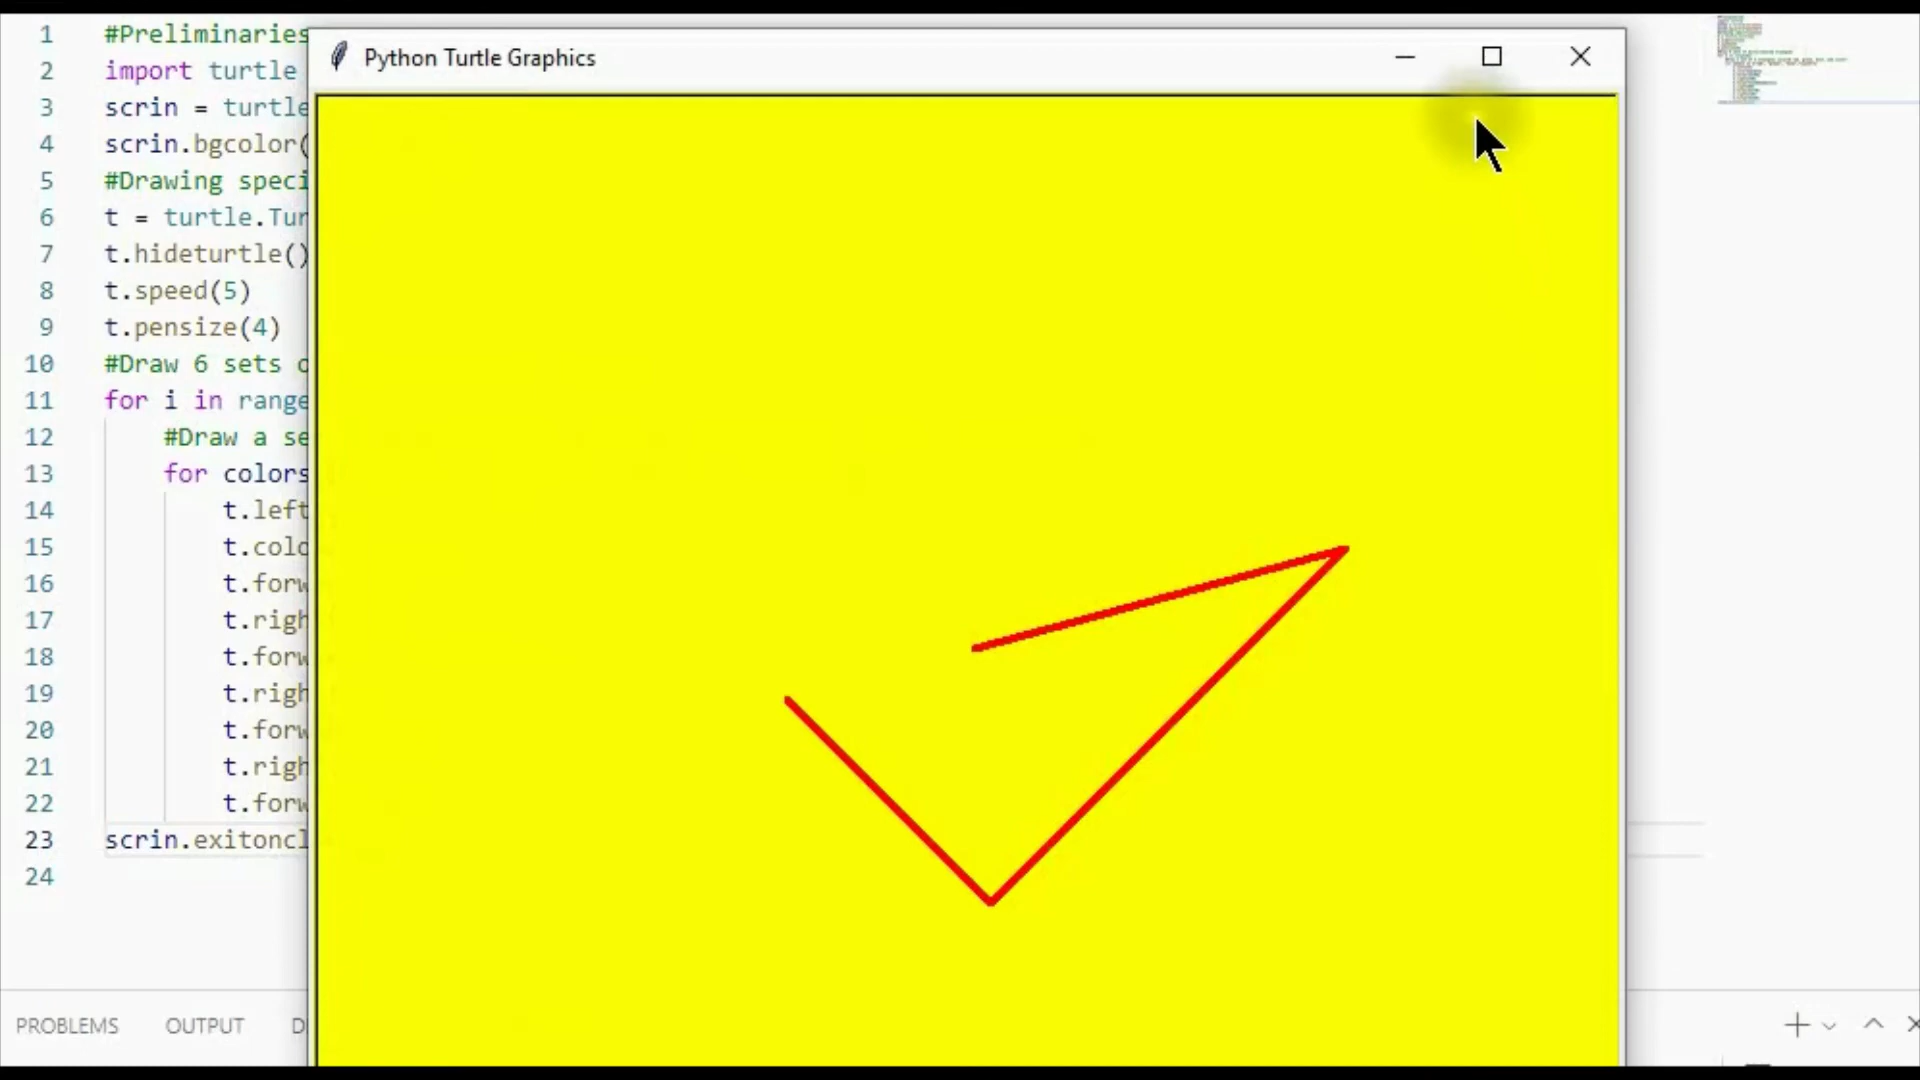 Python Turtle Graphics
1 #Preliminaries
2 import turtle
3 scrin = turtle
4 scrin.bgcolor(
5 #Drawing speci
6 t = turtle.Tur
7 t.hideturtle()
8 t.speed(5)
9 t.pensize(4)
10 #Draw 6 sets o
11 for i in range
12 #Draw a se
13 for colors
14 t.left
15 t.colo
16 t.forw
17 t.righ
18 t.forw
19 t.righ
20 t.forw
21 t.righ
22 t.forw
23 scrin.exitoncl
24
PROBLEMS OUTPUT D